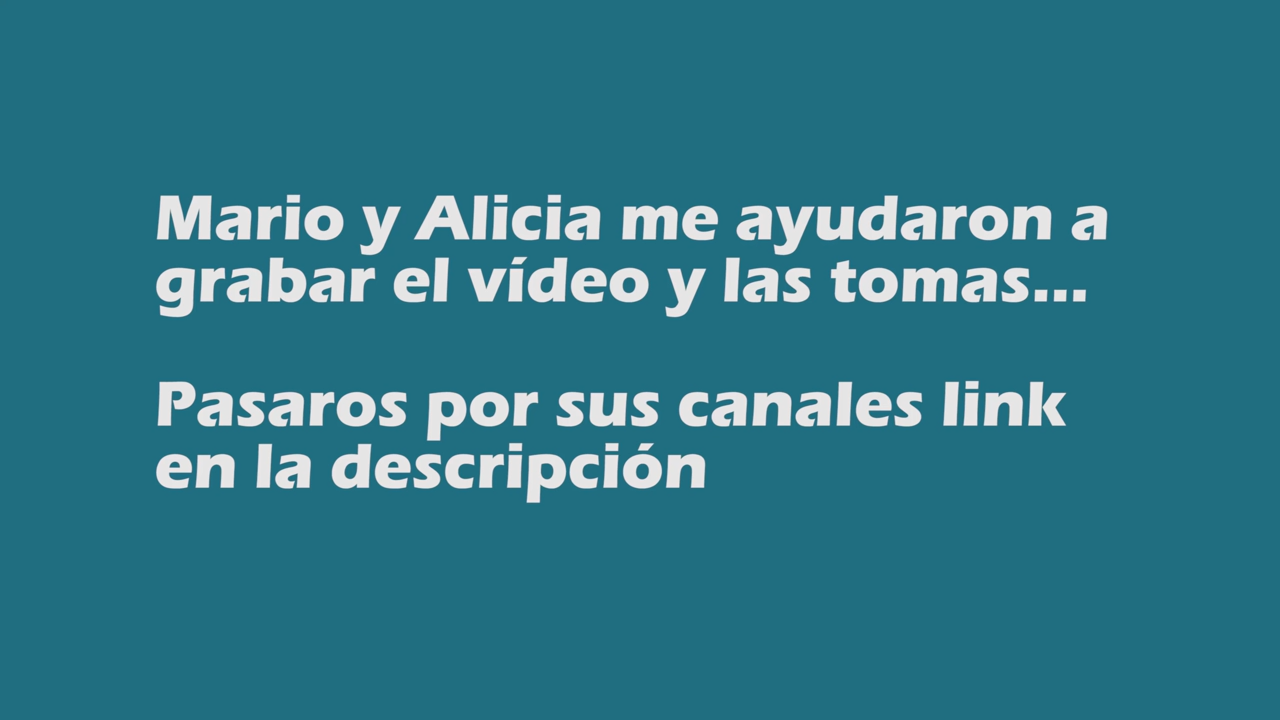 Mario y Alicia me ayudaron a
grabar el vídeo y las tomas...
Pasaros por sus canales link
en la descripción